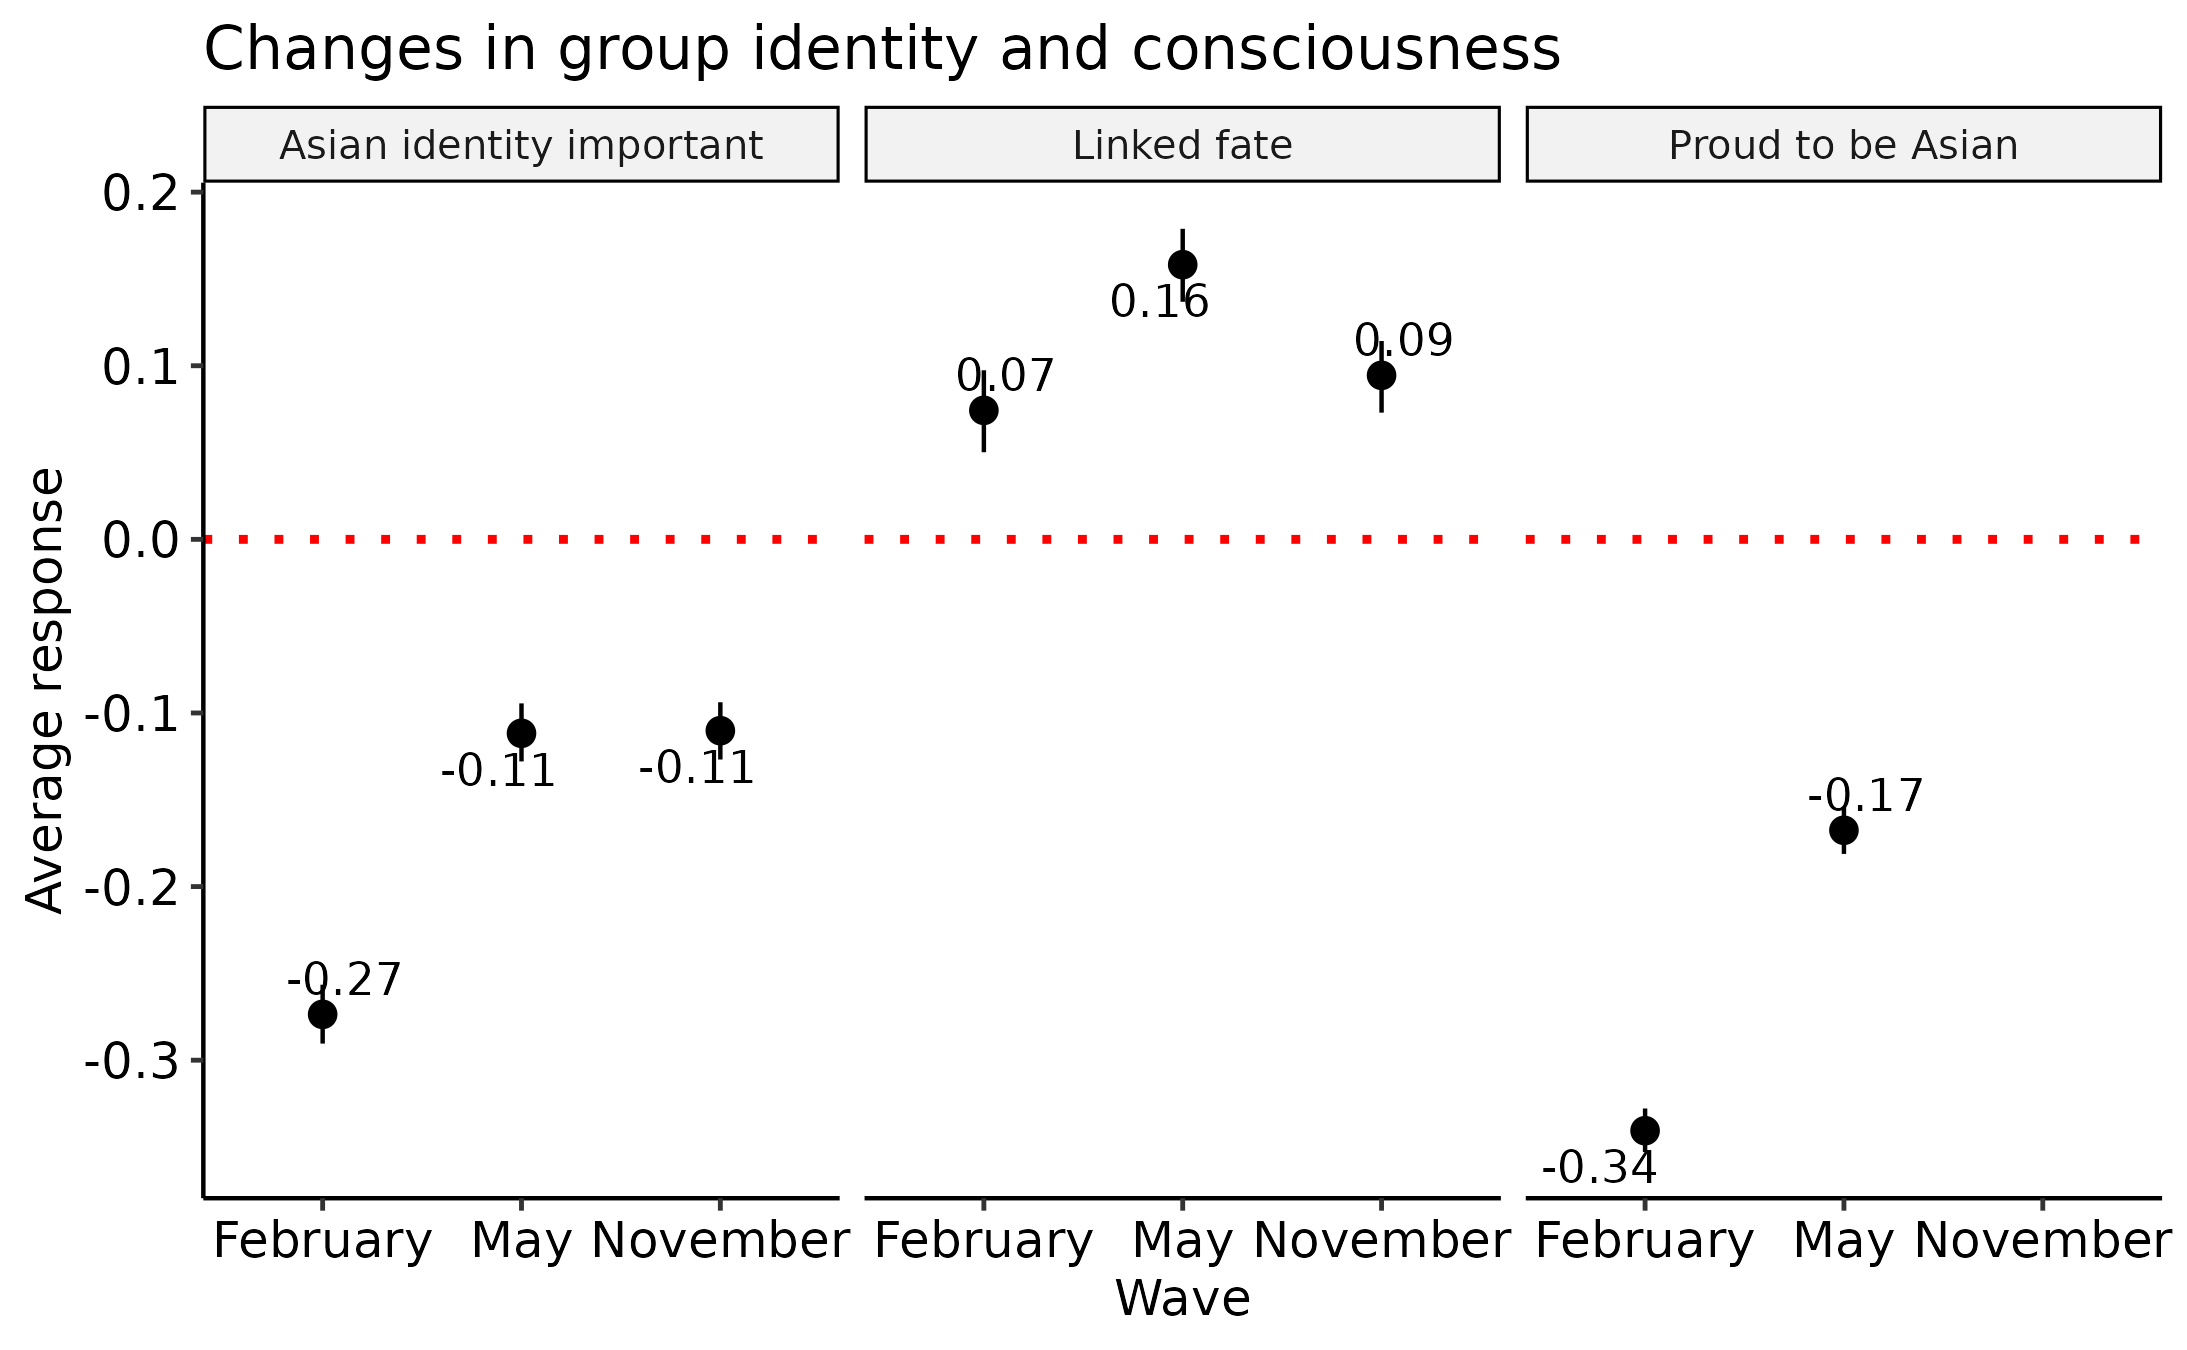 Changes in group identity and consciousness
Asian identity important
Linked fate
Proud to be Asian
Average response
0.2
0.1
0.0
-0.1
-0.2
-0.3
-0.27
-0.11
-0.11
0.07
0.16
0.09
-0.34
-0.17
February May November
February May November
February May November
Wave